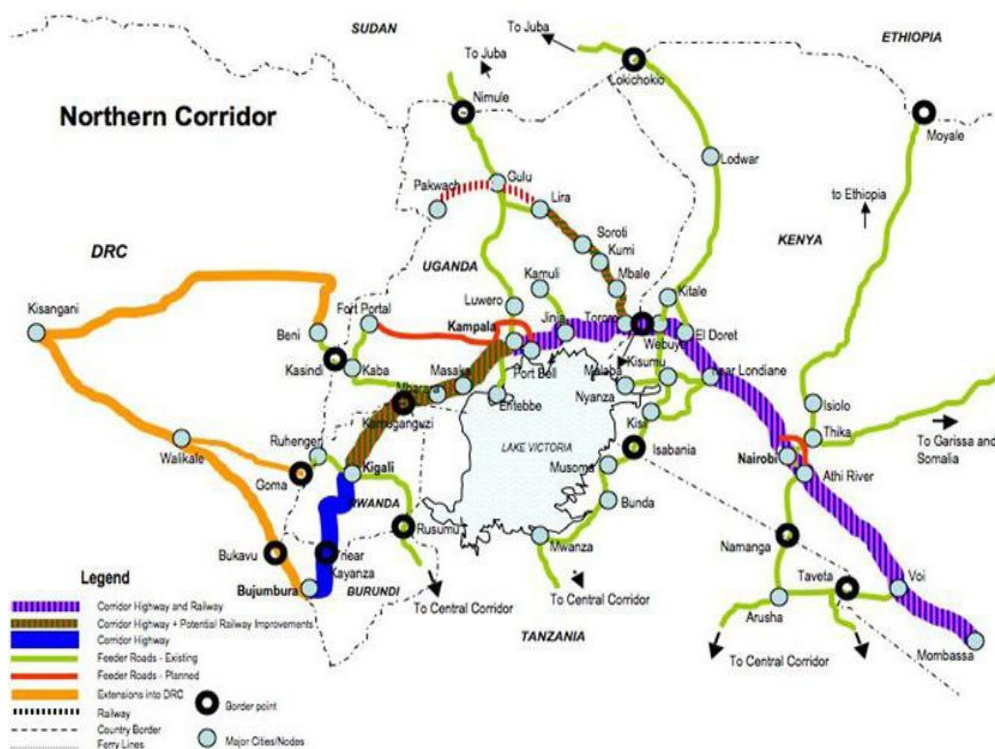 SUDAN
To Juba
ETHIOPIA
To Juba
Lokichokio
Northern Corridor
Nimule
Moyale
Lodwar
Pakwach
Gulu
Lira
to Ethiopia
DRC
Soroti
Kumi
KENYA
UGANDA
Kamuli
Mbale
Kitale
Kisangani
Fort Portal
Luwero
Kampala
Jinja
Tororo
El Doret
Beni
Webuye
Kasindi
Kaba
Masaka
Port Bell
Malaba
Kisumu
Near Londiane
Mbarara
Entebbe
Nyanza
Kamuganguzi
Kisii
Isiolo
Ruhenger
Thika
Walikale
LAKE VICTORIA
Isabania
To Garissa and
Somalia
Kigali
Musoma
Nairobi
Goma
Athi River
RWANDA
Bunda
Rusumu
Mwanza
Namanga
Bukavu
Kayanza
Taveta
Voi
Legend
Bujumbura
BURUNDI
To Central Corridor
To Central Corridor
Arusha
Corridor Highway and Railway
Corridor Highway + Potential Railway Improvements
TANZANIA
Corridor Highway
Mombassa
Feeder Roads - Existing
To Central Corridor
Feeder Roads - Planned
Extensions into DRC
Border point
Railway
Country Border
Major Cities/Nodes
Ferry Lines